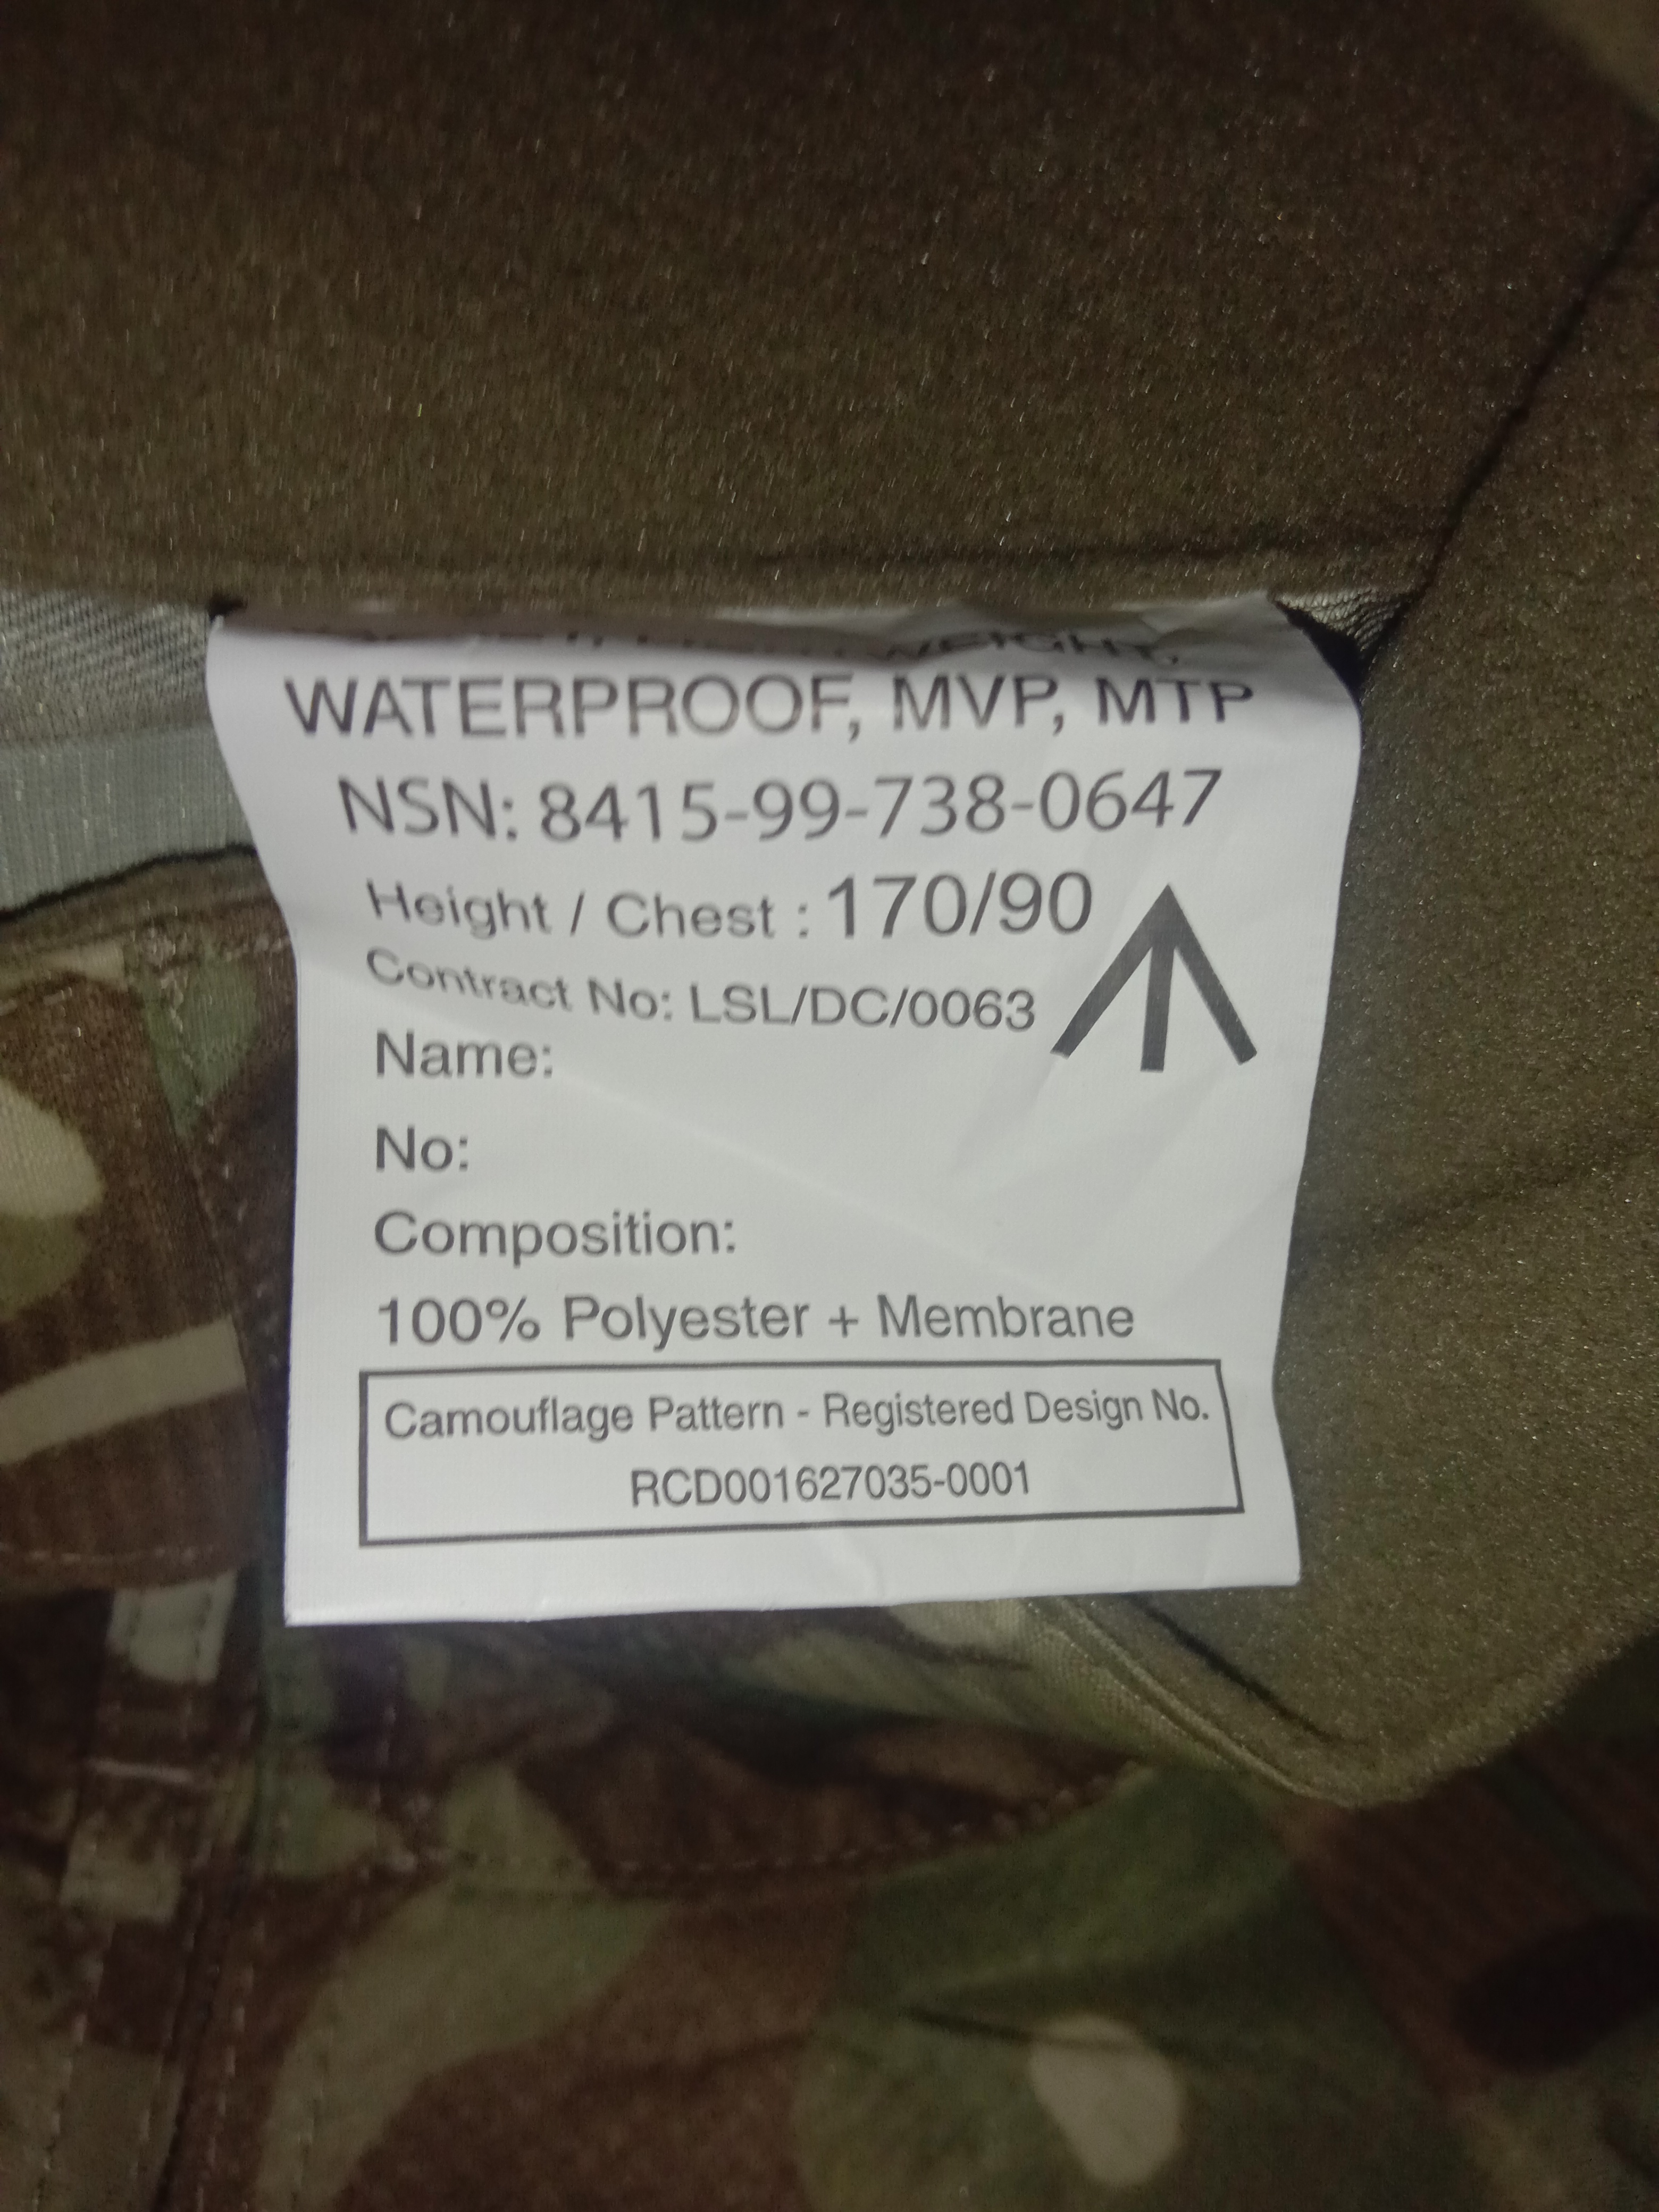 WEIGHT,
WATERPROOF, MVP, MTP
NSN: 8415-99-738-0647
Height / Chest : 170/90
Contract No: LSL/DC/0063
Name:
No:
Composition:
100% Polyester + Membrane
Camouflage Pattern - Registered Design No.
RCD001627035-0001